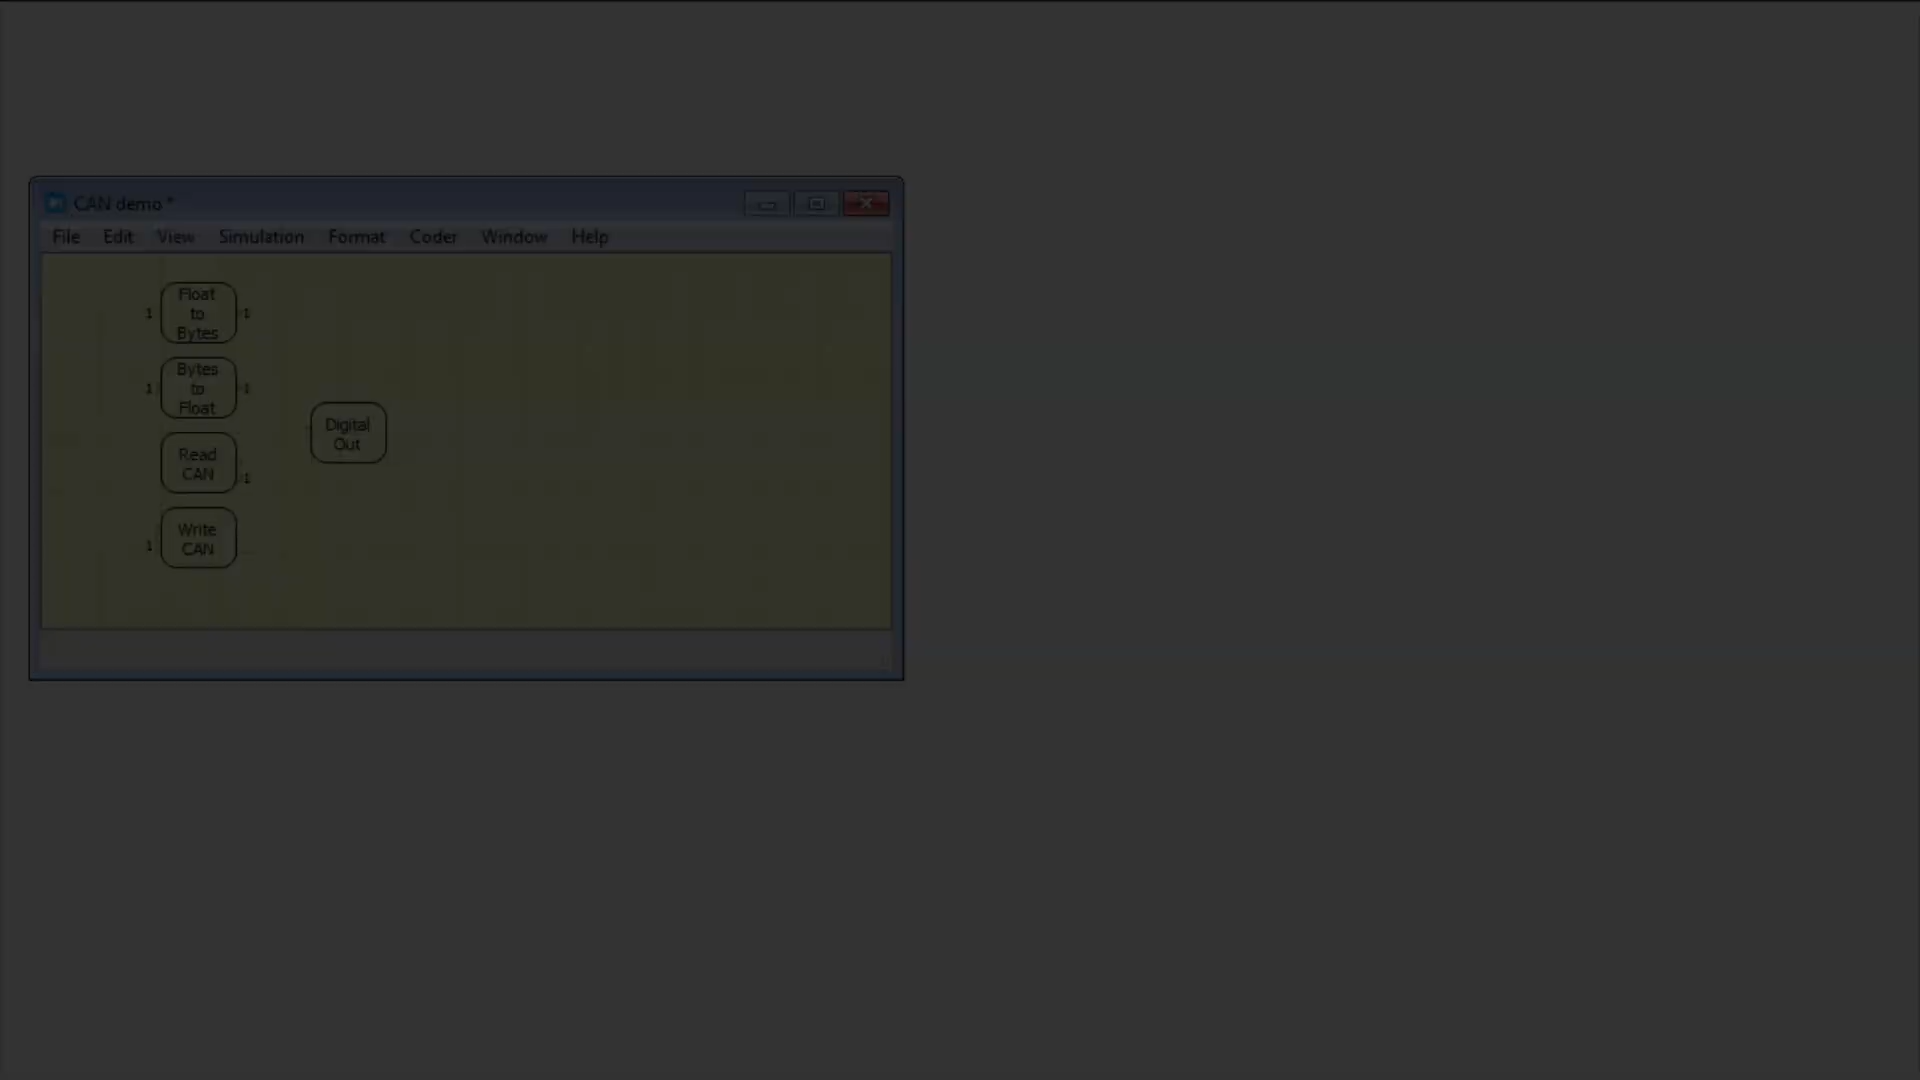 CAN demo *
File Edit View Simulation Format Coder Window Help
Float
to
Bytes
1
1
Bytes
to
Float
1
1
Digital
Out
Read
CAN
1
Write
CAN
1